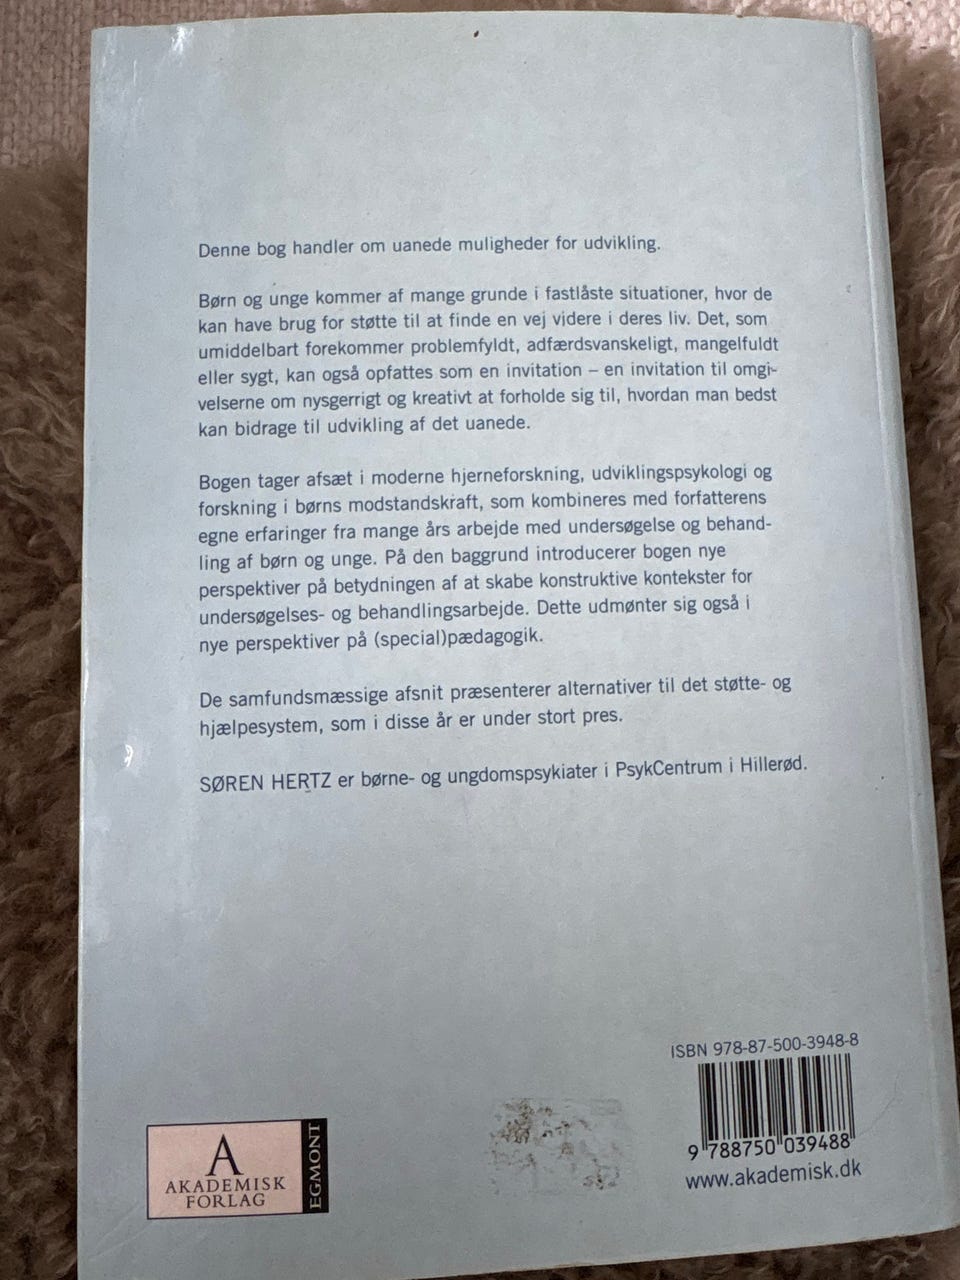 Denne bog handler om uanede muligheder for udvikling.
Børn og unge kommer af mange grunde i fastlåste situationer, hvor de
kan have brug for støtte til at finde en vej videre i deres liv. Det, som
umiddelbart forekommer problemfyldt, adfærdsvanskeligt, mangelfuldt
eller sygt, kan også opfattes som en invitation – en invitation til omgi-
velserne om nysgerrigt og kreativt at forholde sig til, hvordan man bedst
kan bidrage til udvikling af det uanede.
Bogen tager afsæt i moderne hjerneforskning, udviklingspsykologi og
forskning i børns modstandskraft, som kombineres med forfatterens
egne erfaringer fra mange års arbejde med undersøgelse og behand-
ling af børn og unge. På den baggrund introducerer bogen nye
perspektiver på betydningen af at skabe konstruktive kontekster for
undersøgelses- og behandlingsarbejde. Dette udmønter sig også i
nye perspektiver på (special)pædagogik.
De samfundsmæssige afsnit præsenterer alternativer til det støtte- og
hjælpesystem, som i disse år er under stort pres.
SØREN HERTZ er børne- og ungdomspsykiater i PsykCentrum i Hillerød.
ISBN 978-87-500-3948-8
9 788750 039488
www.akademisk.dk
A
AKADEMISK
FORLAG
EGMONT